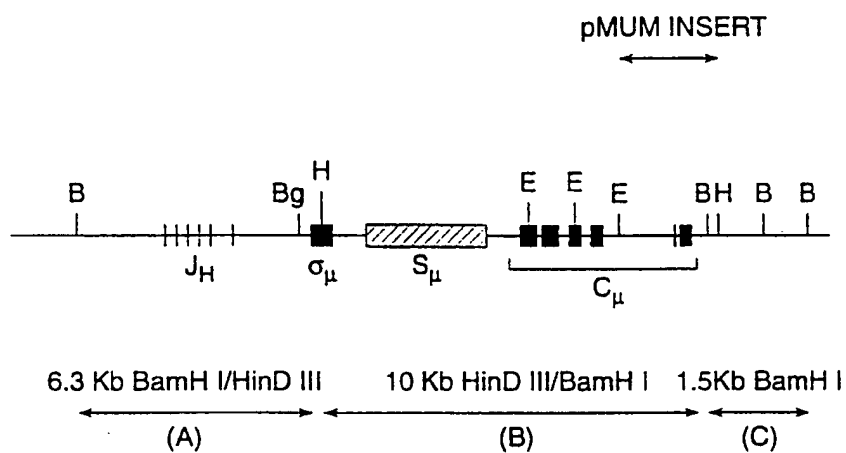 pMUM INSERT
B Bg H E E E B H B B
J_H σ_μ S_μ C_μ
6.3 Kb BamH I/HinD III 10 Kb HinD III/BamH I 1.5Kb BamH I
(A) (B) (C)